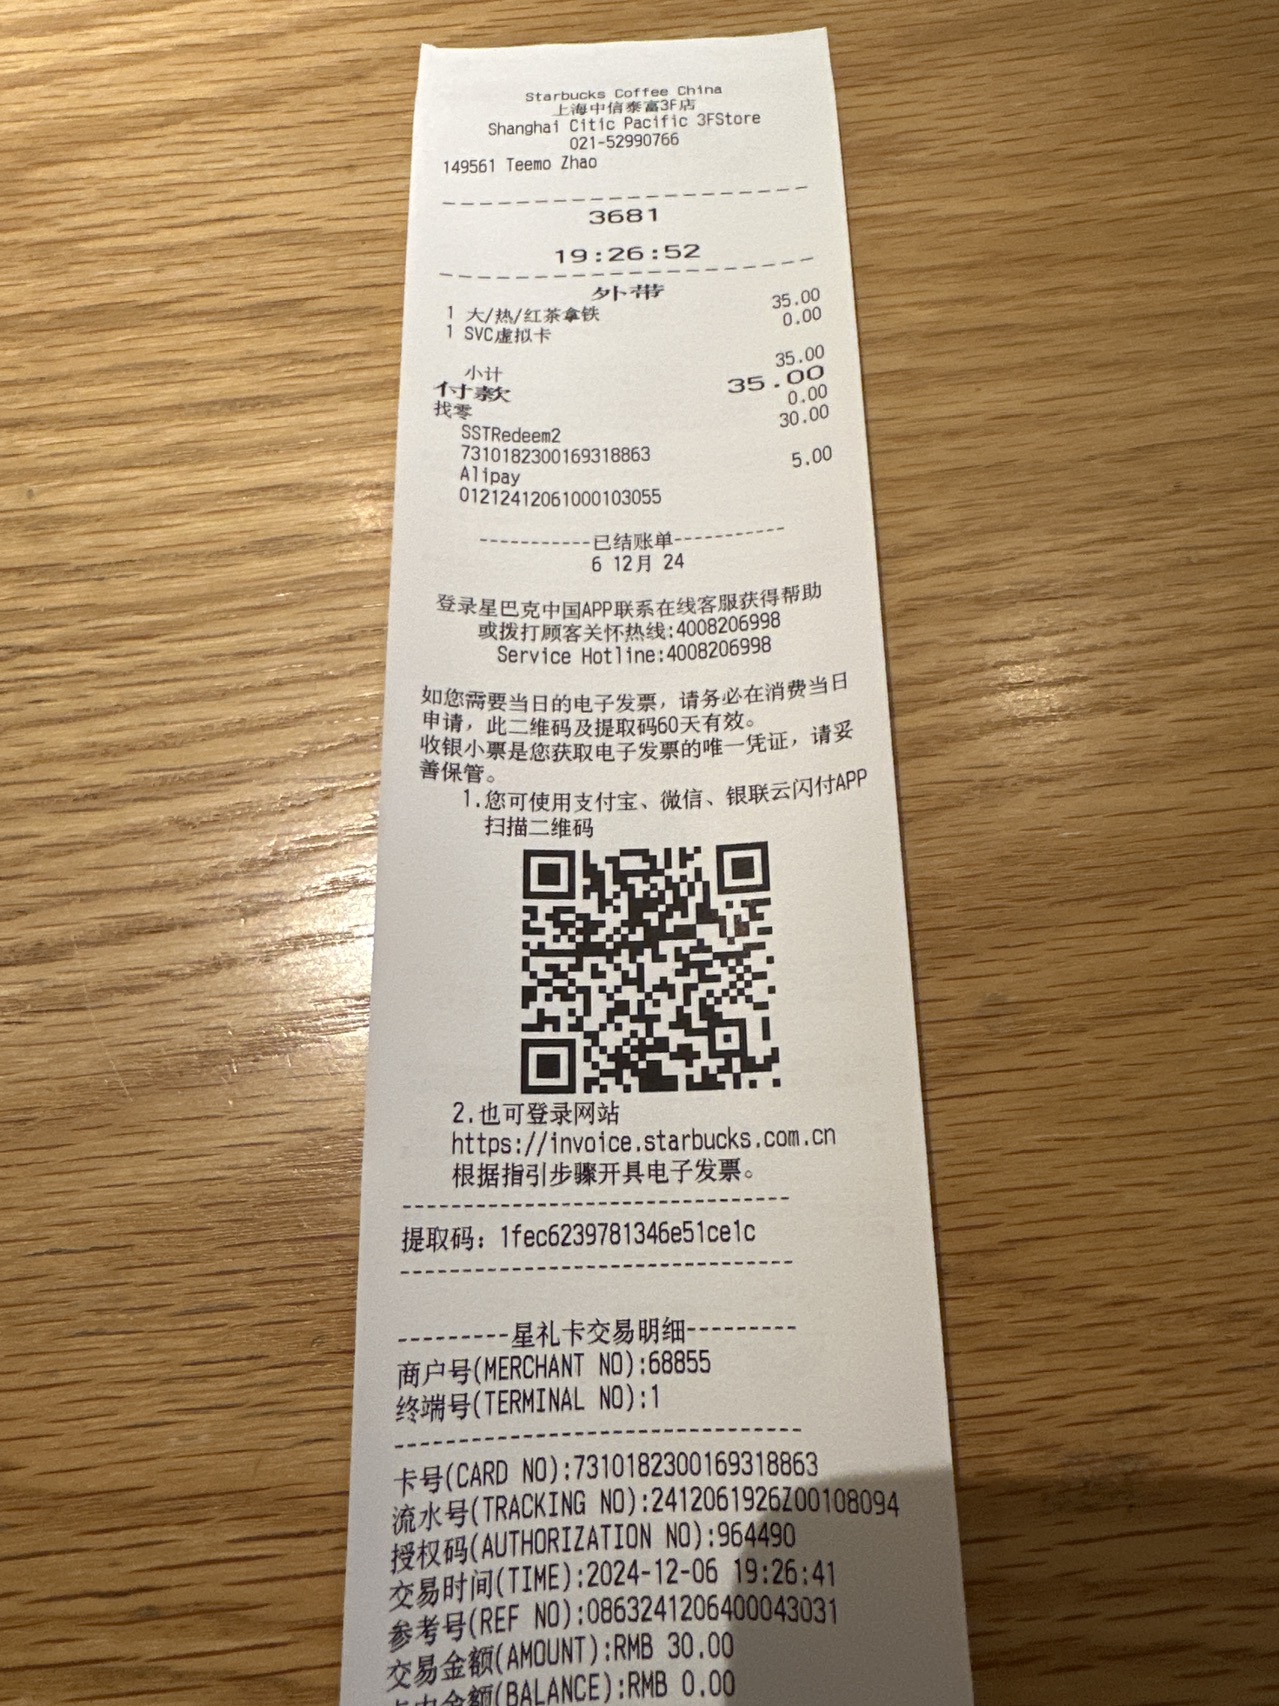 Starbucks Coffee China
上海中信泰富3F店
Shanghai Citic Pacific 3FStore
021-52990766
149561 Teemo Zhao
3681
19:26:52
外带
1 大/热/红茶拿铁 35.00
1 SVC虚拟卡 0.00
小计 35.00
付款 35.00
找零 0.00
SSTRedeem2 30.00
7310182300169318863
Alipay 5.00
01212412061000103055
-----------已结账单-----------
6 12月 24
登录星巴克中国APP联系在线客服获得帮助
或拨打顾客关怀热线:4008206998
Service Hotline:4008206998
如您需要当日的电子发票，请务必在消费当日
申请，此二维码及提取码60天有效。
收银小票是您获取电子发票的唯一凭证，请妥
善保管。
1.您可使用支付宝、微信、银联云闪付APP
扫描二维码
2.也可登录网站
https://invoice.starbucks.com.cn
根据指引步骤开具电子发票。
提取码：1fec6239781346e51ce1c
---------星礼卡交易明细---------
商户号(MERCHANT NO):68855
终端号(TERMINAL NO):1
卡号(CARD NO):7310182300169318863
流水号(TRACKING NO):2412061926Z00108094
授权码(AUTHORIZATION NO):964490
交易时间(TIME):2024-12-06 19:26:41
参考号(REF NO):0863241206400043031
交易金额(AMOUNT):RMB 30.00
卡内金额(BALANCE):RMB 0.00